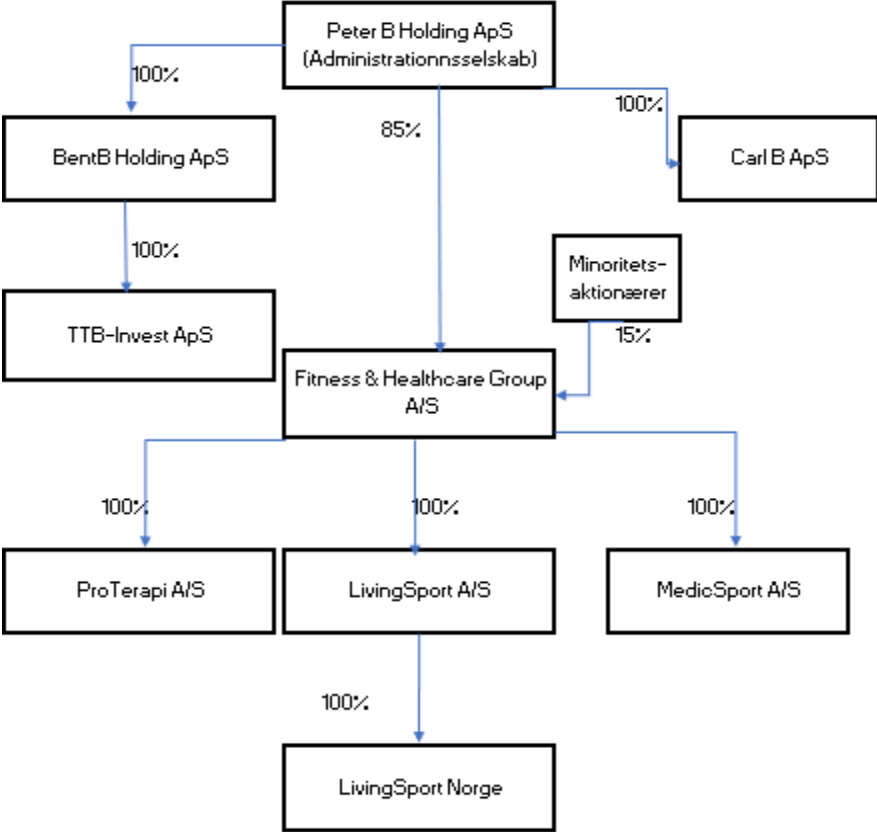 Peter B Holding ApS
(Administrationnsselskab)
100%
85%
100%
BentB Holding ApS
Carl B ApS
100%
Minoritets-
aktionærer
TTB-Invest ApS
15%
Fitness & Healthcare Group
A/S
100%
100%
100%
ProTerapi A/S
LivingSport A/S
MedicSport A/S
100%
LivingSport Norge